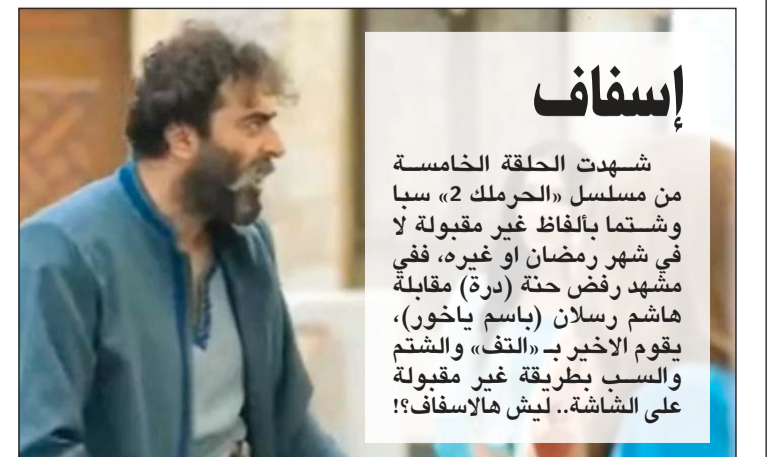 إسفاف
شـهدت الحلقة الخامسـة
من مسلسل «الحرملك 2» سبا
وشـتما بألفاظ غير مقبولة لا
في شهر رمضان او غيره، ففي
مشهد رفض حنة (درة) مقابلة
هاشم رسلان (باسم ياخور)،
يقوم الاخير بـ «التف» والشتم
والسـب بطريقة غير مقبولة
على الشاشة.. ليش هالاسفاف؟!